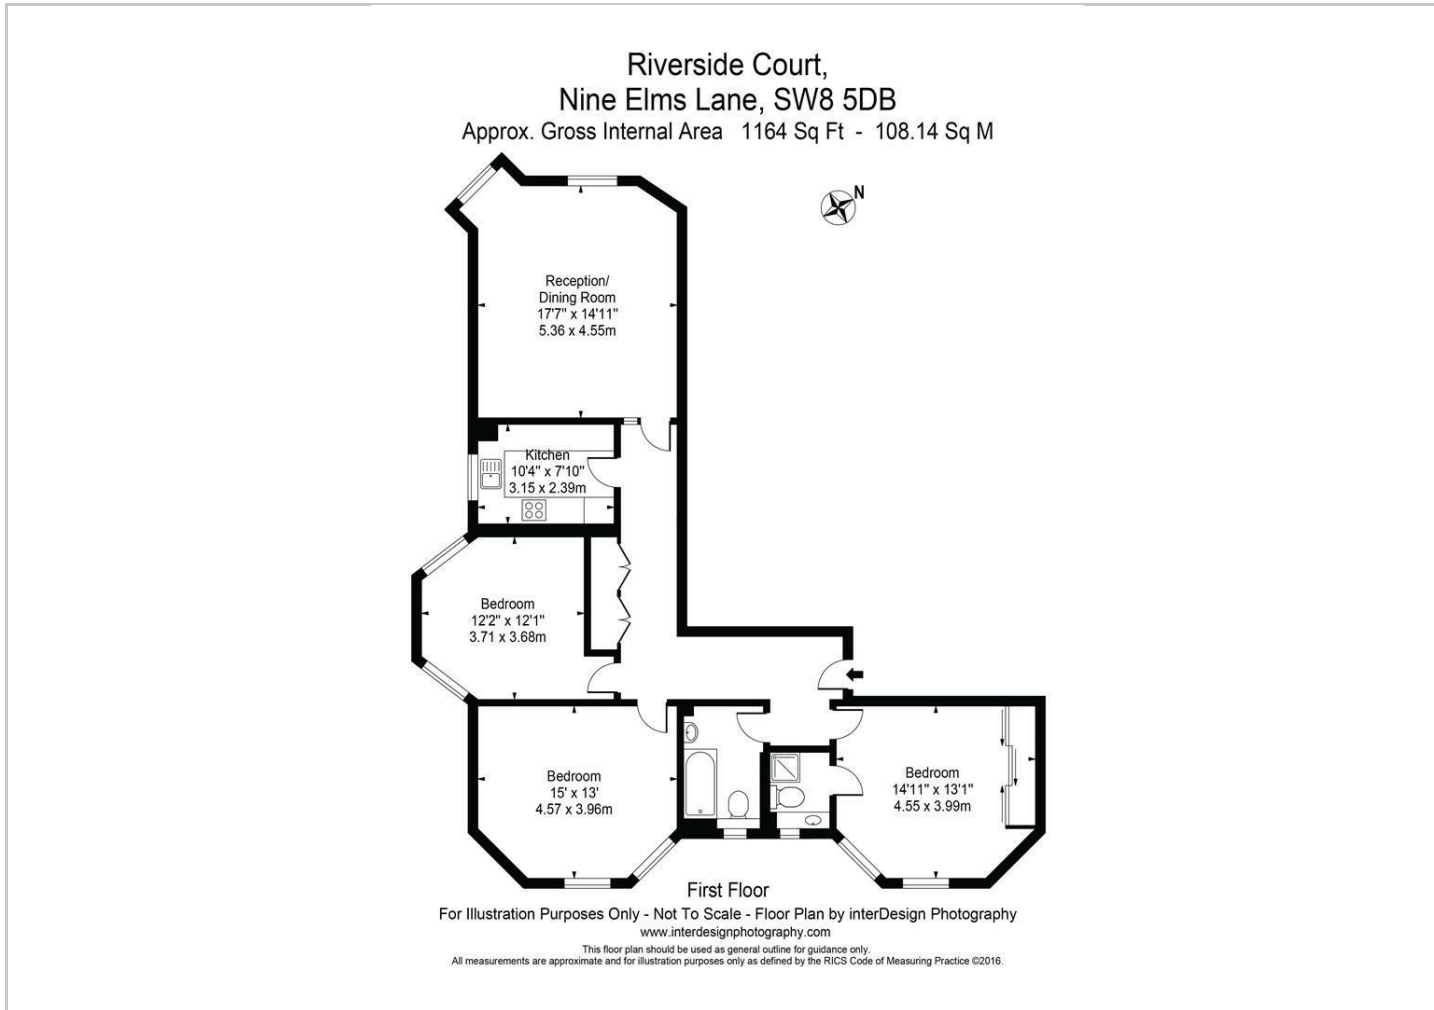 Riverside Court,
Nine Elms Lane, SW8 5DB
Approx. Gross Internal Area 1164 Sq Ft - 108.14 Sq M
N
Reception/
Dining Room
17'7" x 14'11"
5.36 x 4.55m
Kitchen
10'4" x 7'10"
3.15 x 2.39m
Bedroom
12'2" x 12'1"
3.71 x 3.68m
Bedroom
15' x 13'
4.57 x 3.96m
Bedroom
14'11" x 13'1"
4.55 x 3.99m
First Floor
For Illustration Purposes Only - Not To Scale - Floor Plan by interDesign Photography
www.interdesignphotography.com
This floor plan should be used as general outline for guidance only.
All measurements are approximate and for illustration purposes only as defined by the RICS Code of Measuring Practice ©2016.